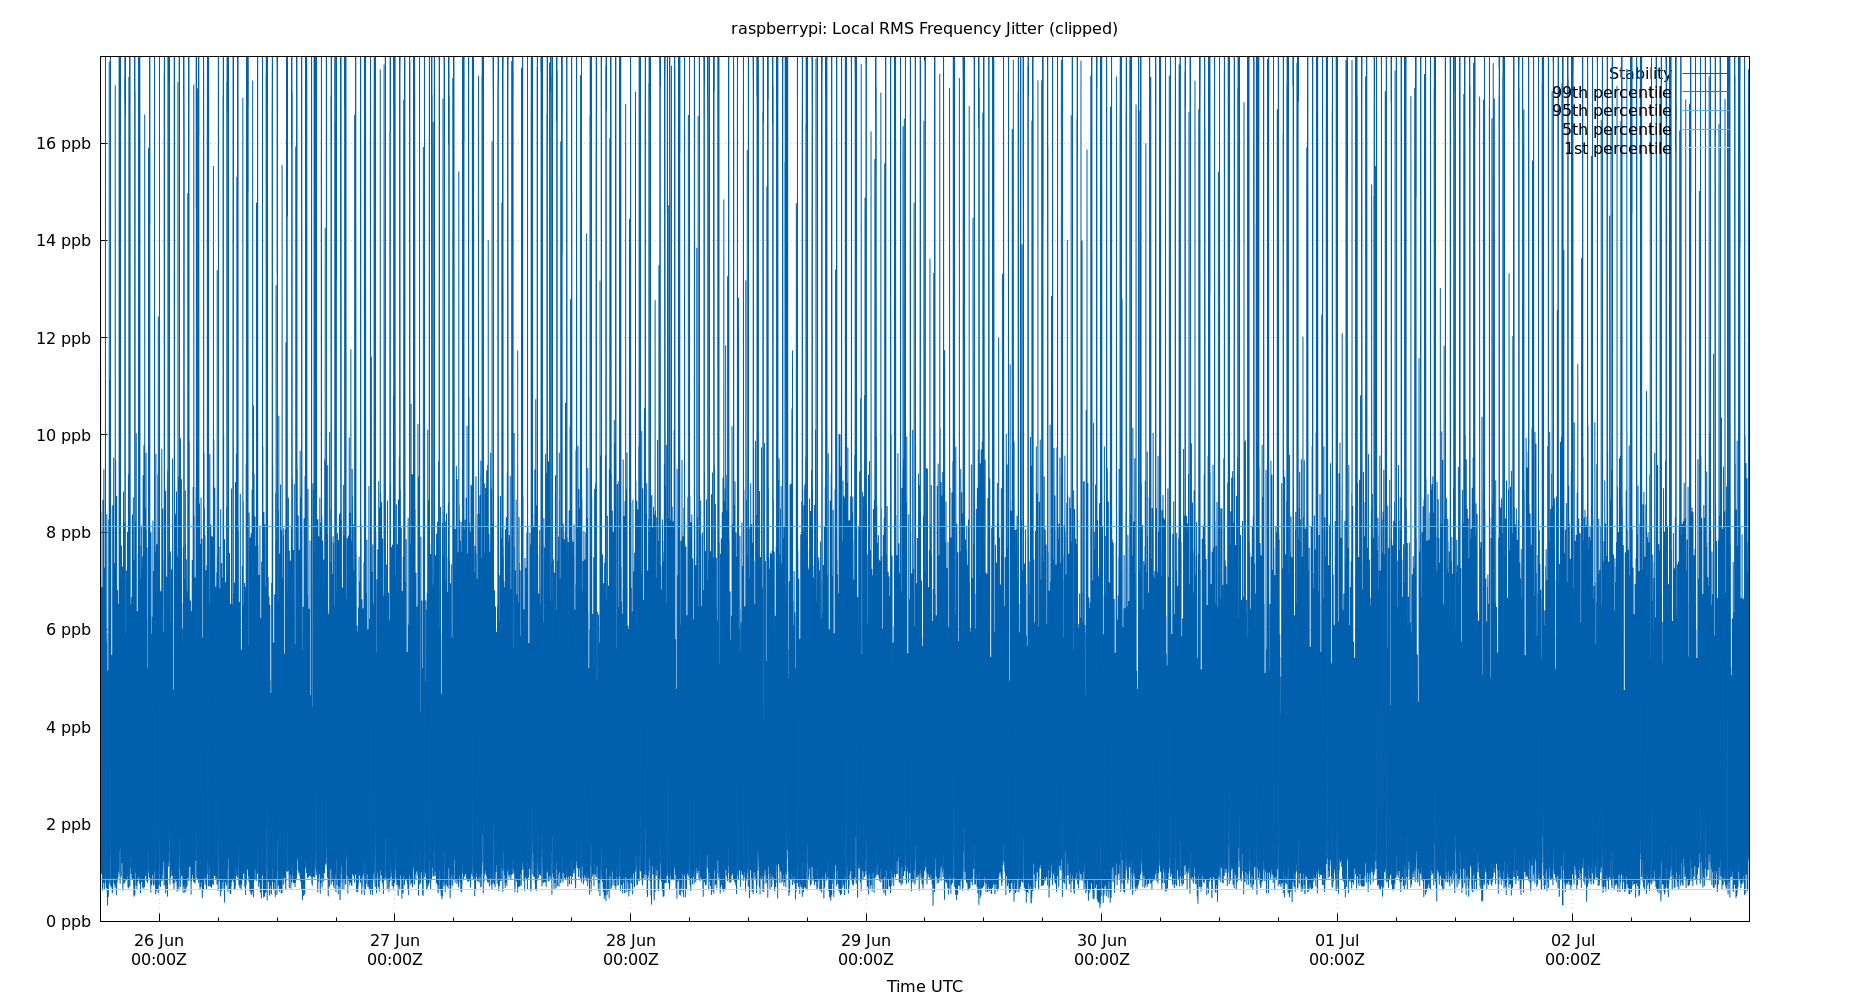 raspberrypi: Local RMS Frequency Jitter (clipped)
Stability
99th percentile
95th percentile
5th percentile
1st percentile
16 ppb
14 ppb
12 ppb
10 ppb
8 ppb
6 ppb
4 ppb
2 ppb
0 ppb
26 Jun 27 Jun 28 Jun 29 Jun 30 Jun 01 Jul 02 Jul
00:00Z 00:00Z 00:00Z 00:00Z 00:00Z 00:00Z 00:00Z
Time UTC